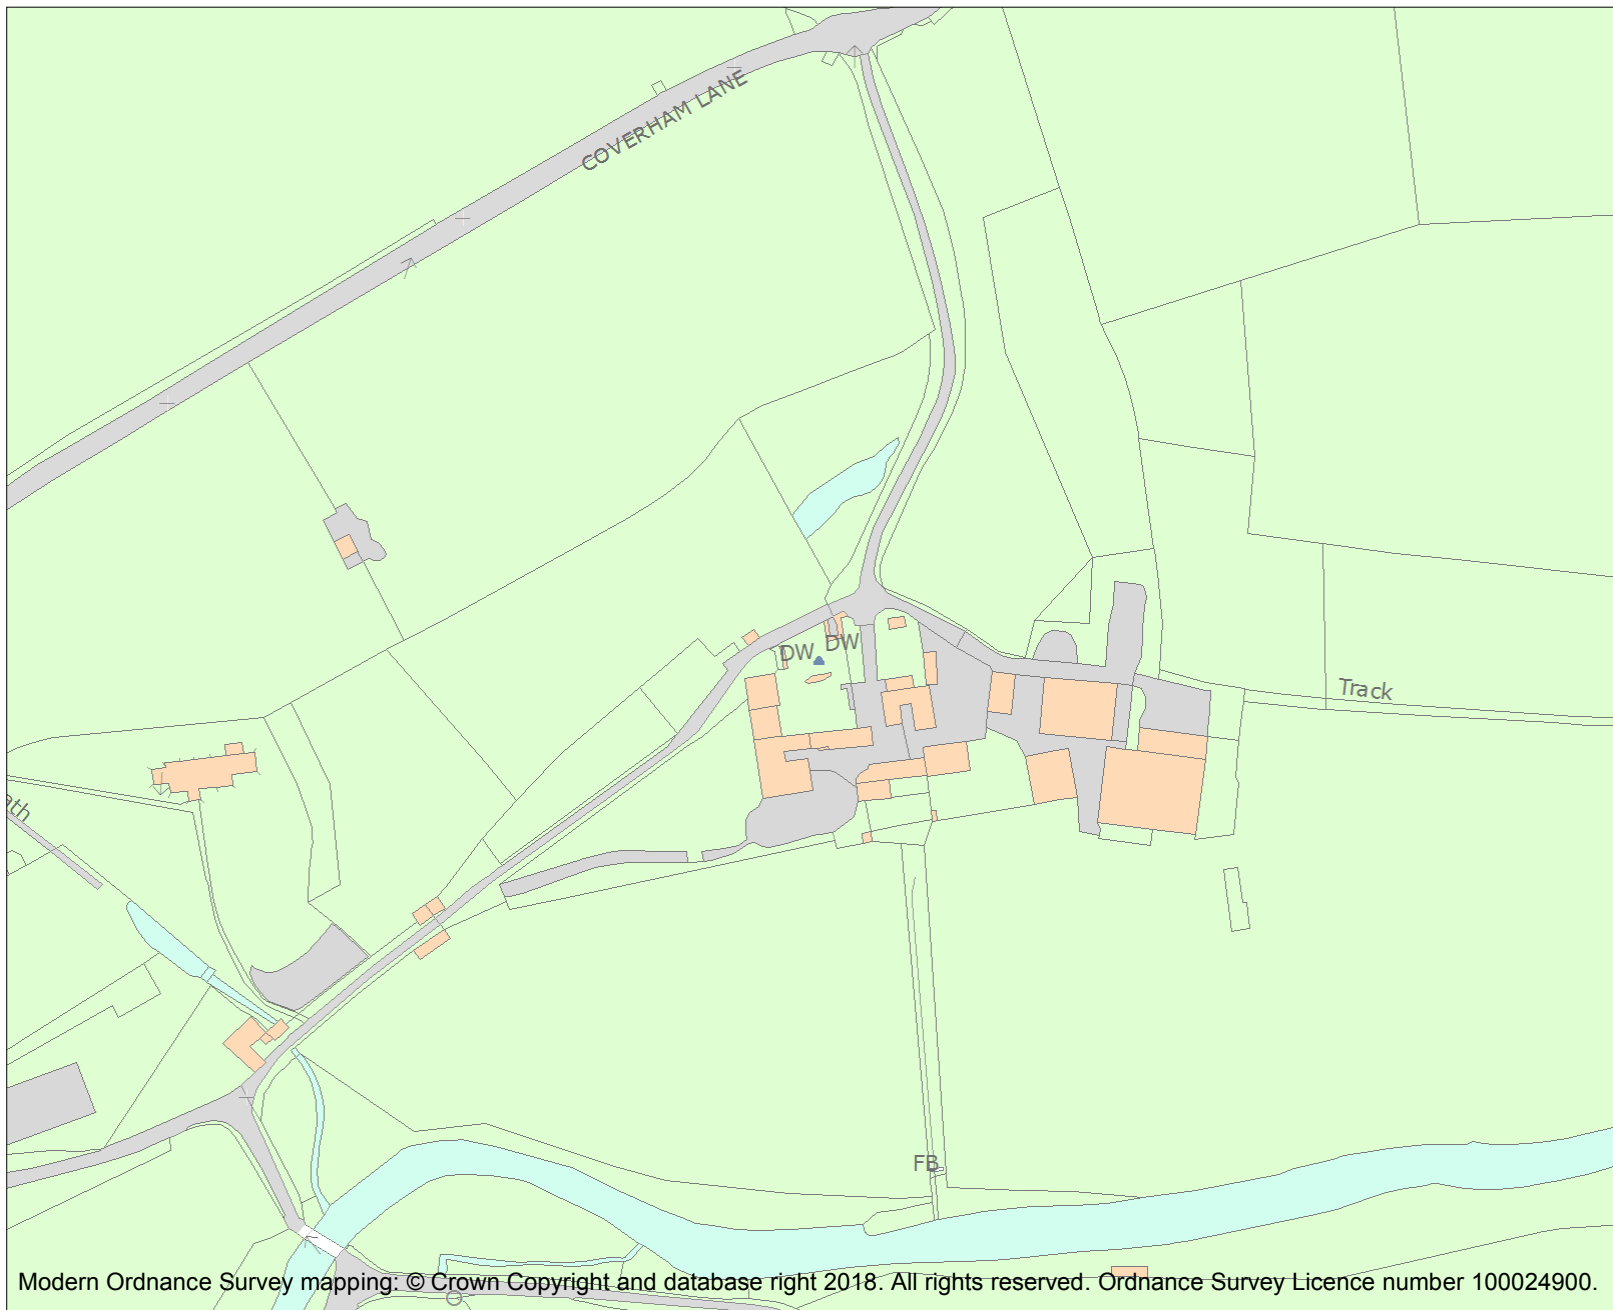 COVERHAM LANE
DW
DW
Track
ath
FB
Modern Ordnance Survey mapping: © Crown Copyright and database right 2018. All rights reserved. Ordnance Survey Licence number 100024900.